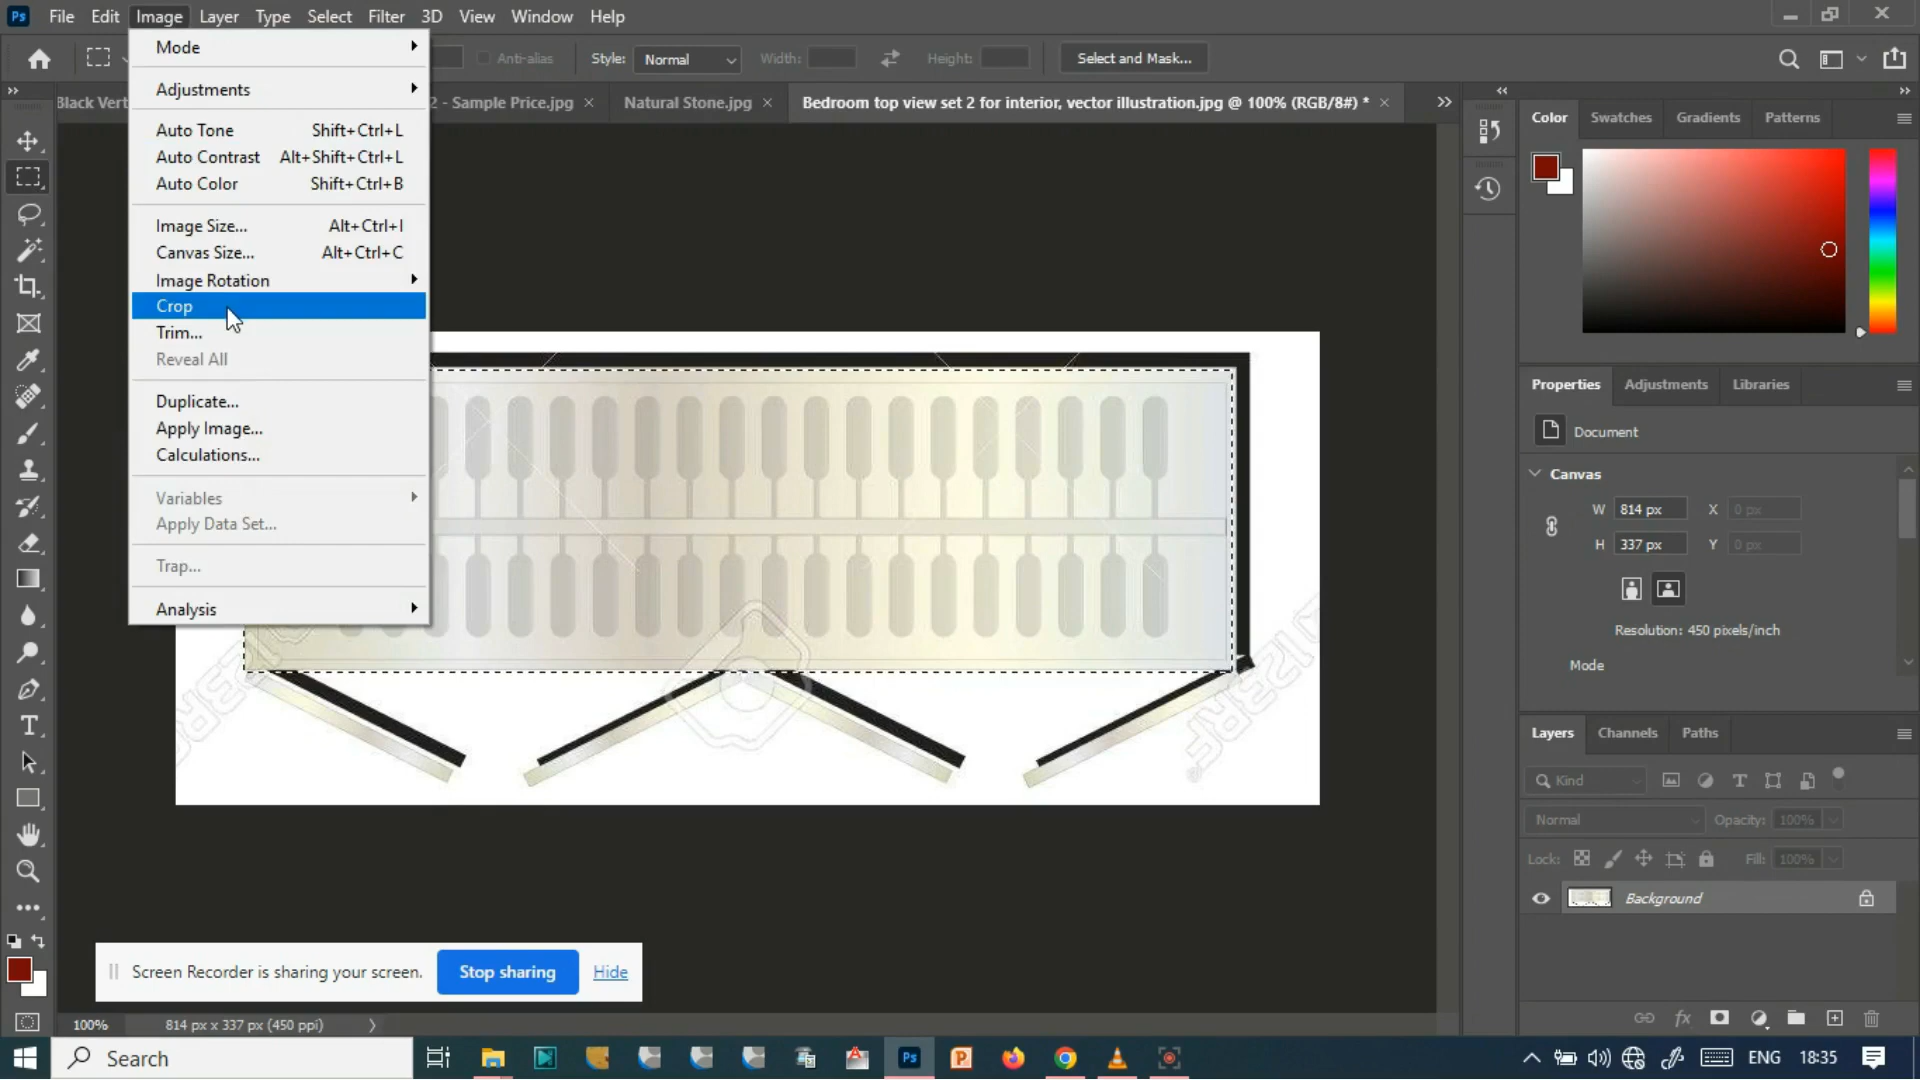 Ps File Edit Image Layer Type Select Filter 3D View Window Help
Anti-alias Style: Normal Width: Height: Select and Mask...
Black Vert 2 - Sample Price.jpg × Natural Stone.jpg × Bedroom top view set 2 for interior, vector illustration.jpg @ 100% (RGB/8#) * ×
Mode
Adjustments
Auto Tone Shift+Ctrl+L
Auto Contrast Alt+Shift+Ctrl+L
Auto Color Shift+Ctrl+B
Image Size... Alt+Ctrl+I
Canvas Size... Alt+Ctrl+C
Image Rotation
Crop
Trim...
Reveal All
Duplicate...
Apply Image...
Calculations...
Variables
Apply Data Set...
Trap...
Analysis
123RF
123RF®
Color Swatches Gradients Patterns
Properties Adjustments Libraries
Document
Canvas
W 814 px X 0 px
H 337 px Y 0 px
Resolution: 450 pixels/inch
Mode
Layers Channels Paths
Kind
Normal Opacity: 100%
Lock: Fill: 100%
Background
Screen Recorder is sharing your screen. Stop sharing Hide
100% 814 px x 337 px (450 ppi)
Search Ps P ENG 18:35